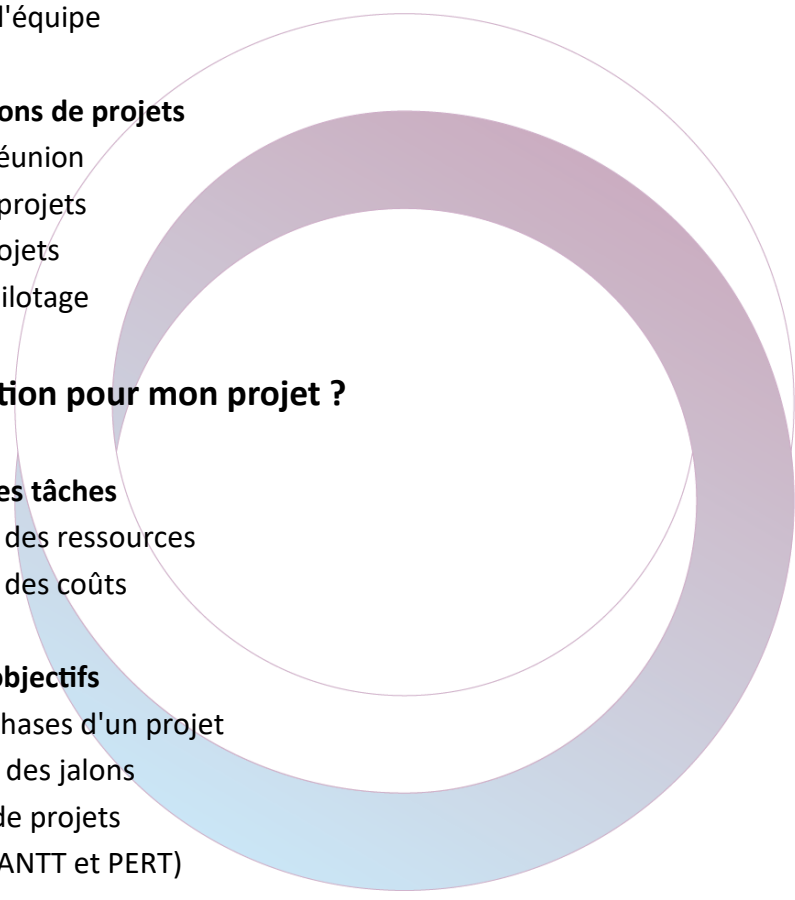 l'équipe
ons de projets
éunion
projets
ojets
ilotage
tion pour mon projet ?
es tâches
des ressources
des coûts
objectifs
hases d'un projet
des jalons
de projets
ANTT et PERT)